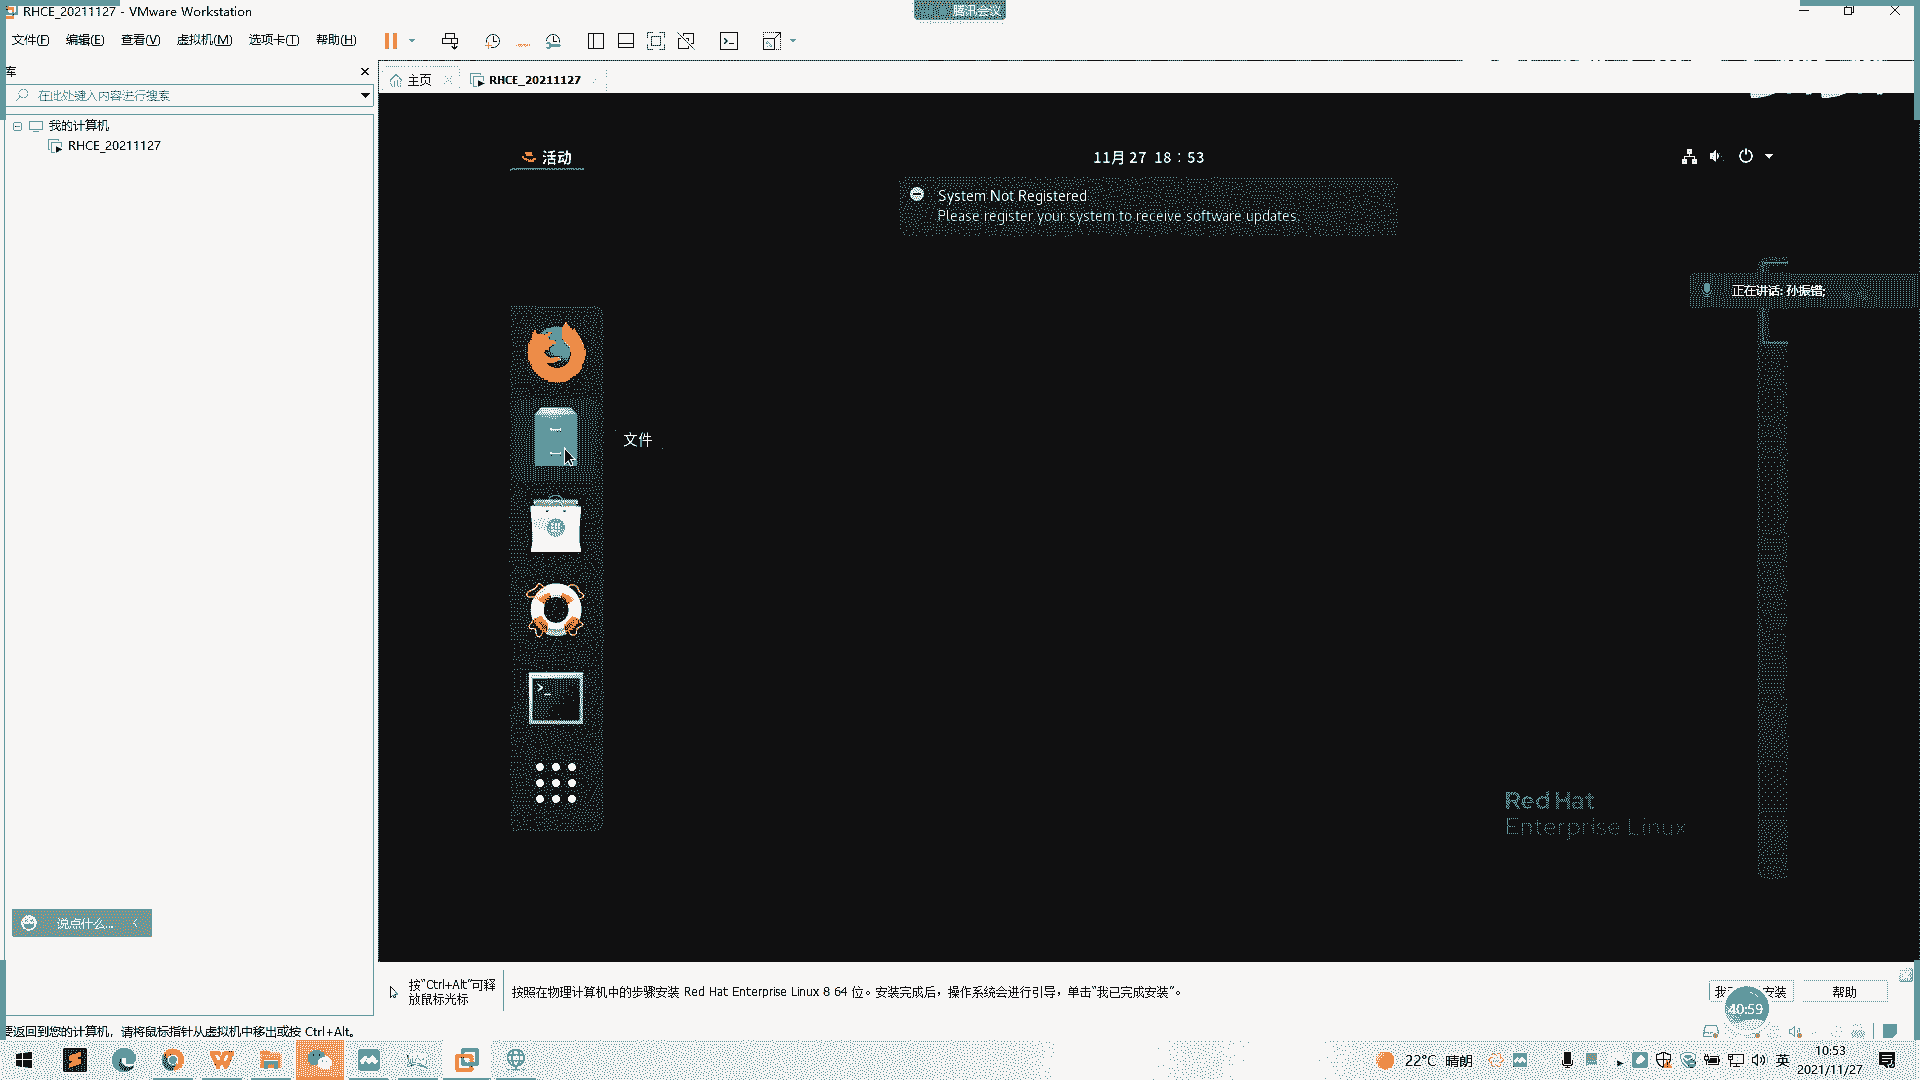 RHCE_20211127 - VMware Workstation
腾讯会议
文件(F) 编辑(E) 查看(V) 虚拟机(M) 选项卡(T) 帮助(H)
库
主页
RHCE_20211127
在此处键入内容进行搜索
我的计算机
RHCE_20211127
活动
11月 27 18：53
System Not Registered
Please register your system to receive software updates.
正在讲话: 孙振锴;
文件
Red Hat
Enterprise Linux
说点什么...
按"Ctrl+Alt"可释
放鼠标光标
按照在物理计算机中的步骤安装 Red Hat Enterprise Linux 8 64 位。安装完成后，操作系统会进行引导，单击"我已完成安装"。
帮助
40:59
要返回到您的计算机，请将鼠标指针从虚拟机中移出或按 Ctrl+Alt。
22°C 晴朗
英
10:53
2021/11/27